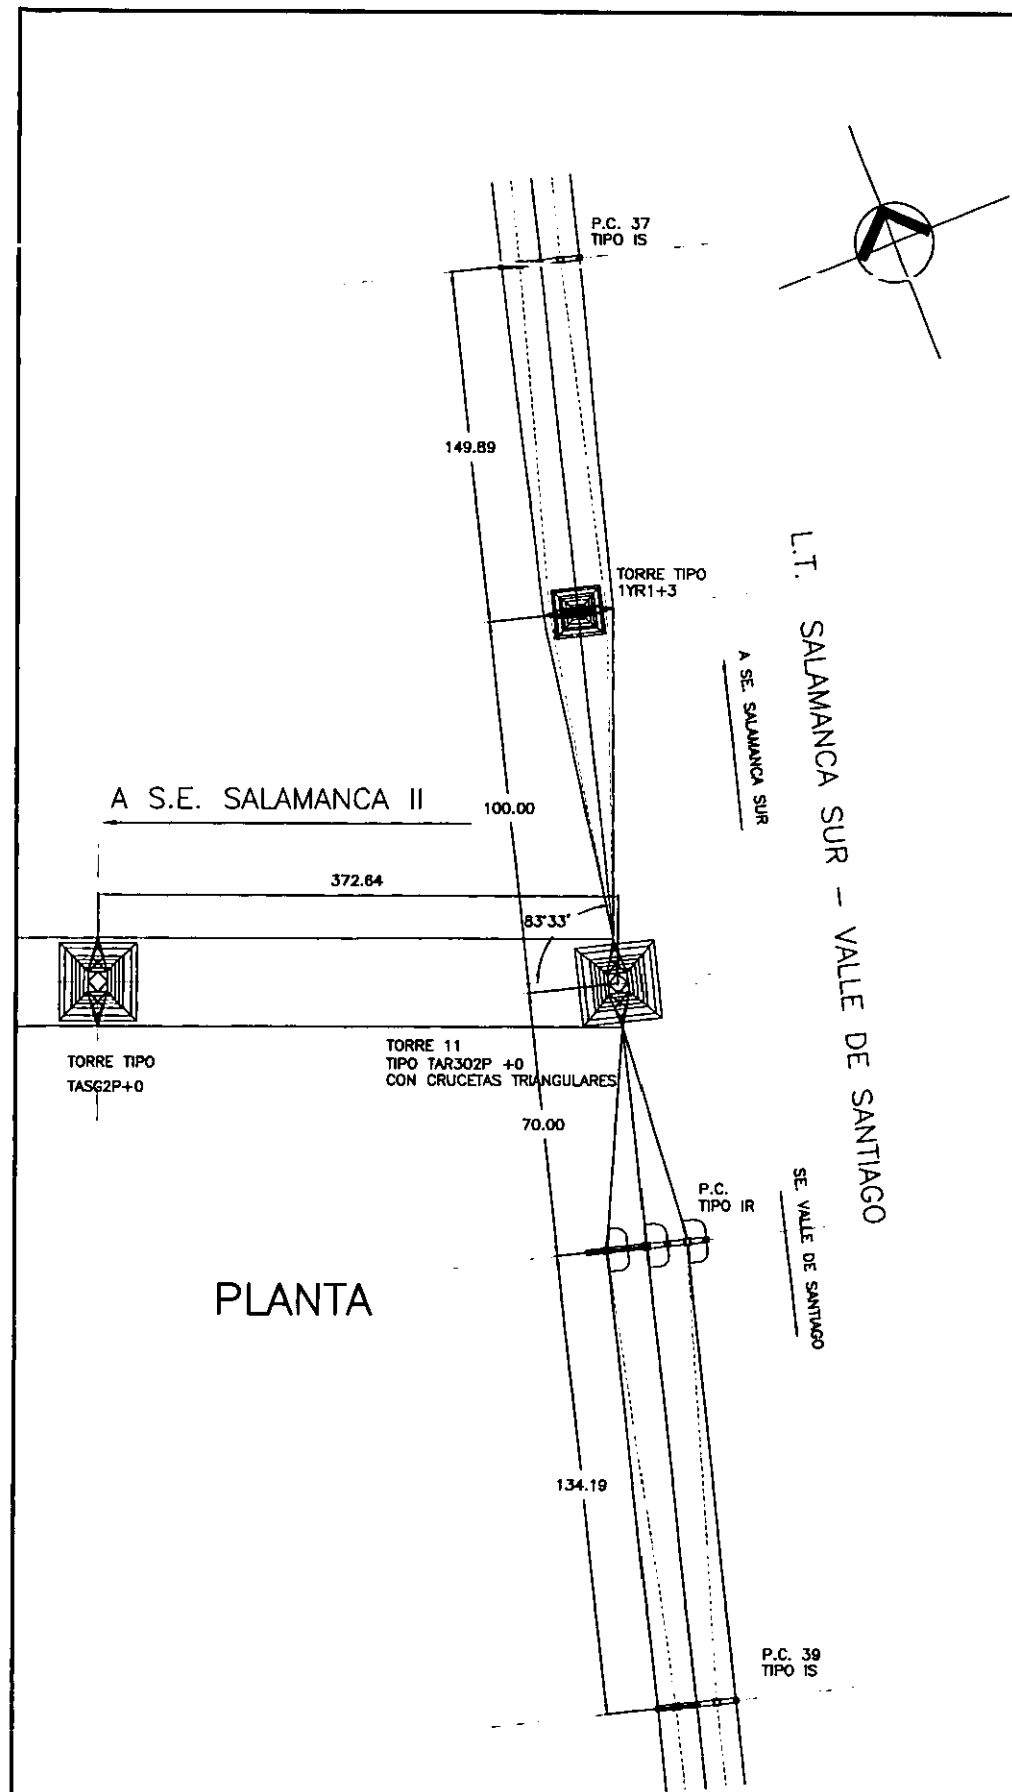 P.C. 37
TIPO IS
149.89
TORRE TIPO
1YR1+3
L.T. SALAMANCA SUR - VALLE DE SANTIAGO
A SE. SALAMANCA SUR
A S.E. SALAMANCA II
100.00
372.64
83°33'
TORRE TIPO
TASG2P+0
TORRE 11
TIPO TAR302P +0
CON CRUCETAS TRIANGULARES
70.00
P.C.
TIPO IR
SE. VALLE DE SANTIAGO
PLANTA
134.19
P.C. 39
TIPO IS